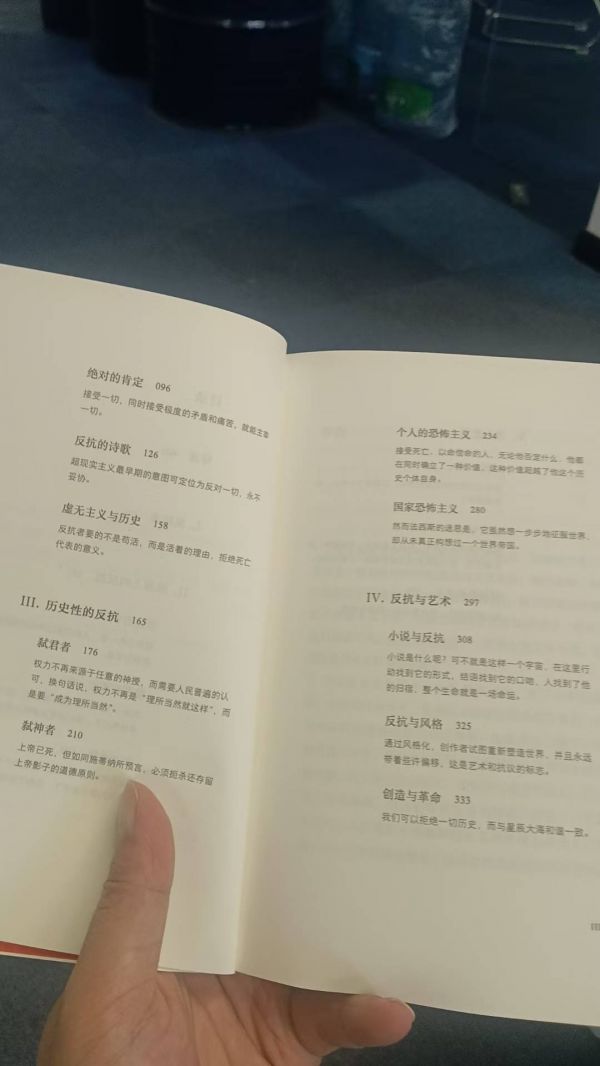 绝对的肯定 096
接受一切，同时接受极度的矛盾和痛苦，就能主宰
一切。
反抗的诗歌 126
超现实主义最早期的意图可定位为反对一切，永不
妥协。
虚无主义与历史 158
反抗者要的不是苟活，而是活着的理由，拒绝死亡
代表的意义。
III. 历史性的反抗 165
弑君者 176
权力不再来源于任意的神授，而需要人民普遍的认
可，换句话说，权力不再是“理所当然就这样”，而
是要“成为理所当然”。
弑神者 210
上帝已死，但如同施蒂纳所预言，必须扼杀还存留
上帝影子的道德原则。
个人的恐怖主义 234
接受死亡、以命偿命的人，无论他否定什么，他都
在同时确立了一种价值，这种价值超越了他这个历
史个体自身。
国家恐怖主义 280
然而法西斯的迷思是，它虽然想一步步地征服世界，
却从未真正构想过一个世界帝国。
IV. 反抗与艺术 297
小说与反抗 308
小说是什么呢？可不就是这样一个宇宙，在这里行
动找到它的形式，结语找到它的口吻，人找到了他
的归宿，整个生命就是一场命运。
反抗与风格 325
通过风格化，创作者试图重新塑造世界，并且永远
带着些许偏移，这是艺术和抗议的标志。
创造与革命 333
我们可以拒绝一切历史，而与星辰大海和谐一致。
III